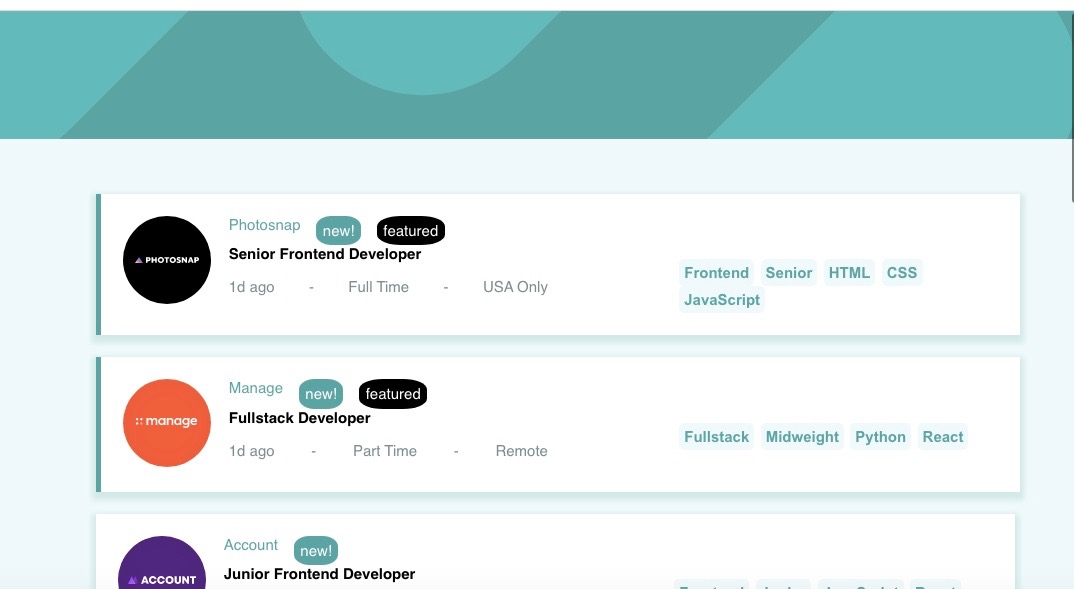 PHOTOSNAP
Photosnap new! featured
Senior Frontend Developer
1d ago - Full Time - USA Only
Frontend Senior HTML CSS
JavaScript
manage
Manage new! featured
Fullstack Developer
1d ago - Part Time - Remote
Fullstack Midweight Python React
ACCOUNT
Account new!
Junior Frontend Developer